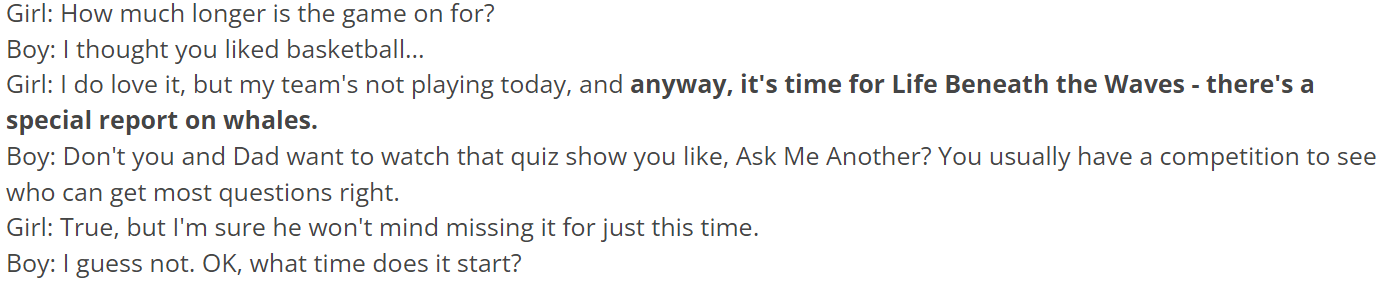 Girl: How much longer is the game on for?
Boy: I thought you liked basketball...
Girl: I do love it, but my team's not playing today, and anyway, it's time for Life Beneath the Waves - there's a
special report on whales.
Boy: Don't you and Dad want to watch that quiz show you like, Ask Me Another? You usually have a competition to see
who can get most questions right.
Girl: True, but I'm sure he won't mind missing it for just this time.
Boy: I guess not. OK, what time does it start?